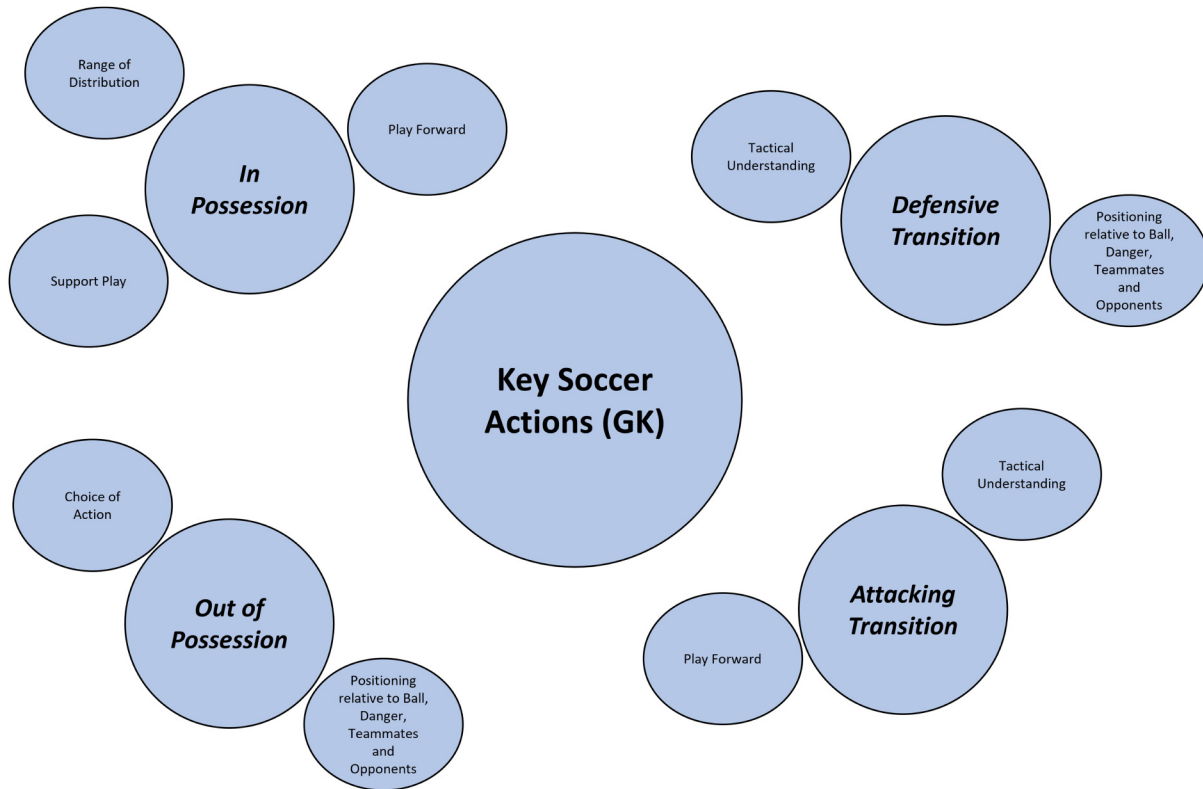 Range of
Distribution
Play Forward
In
Possession
Support Play
Tactical
Understanding
Defensive
Transition
Positioning
relative to Ball,
Danger,
Teammates
and
Opponents
Key Soccer
Actions (GK)
Choice of
Action
Out of
Possession
Positioning
relative to Ball,
Danger,
Teammates
and
Opponents
Tactical
Understanding
Attacking
Transition
Play Forward